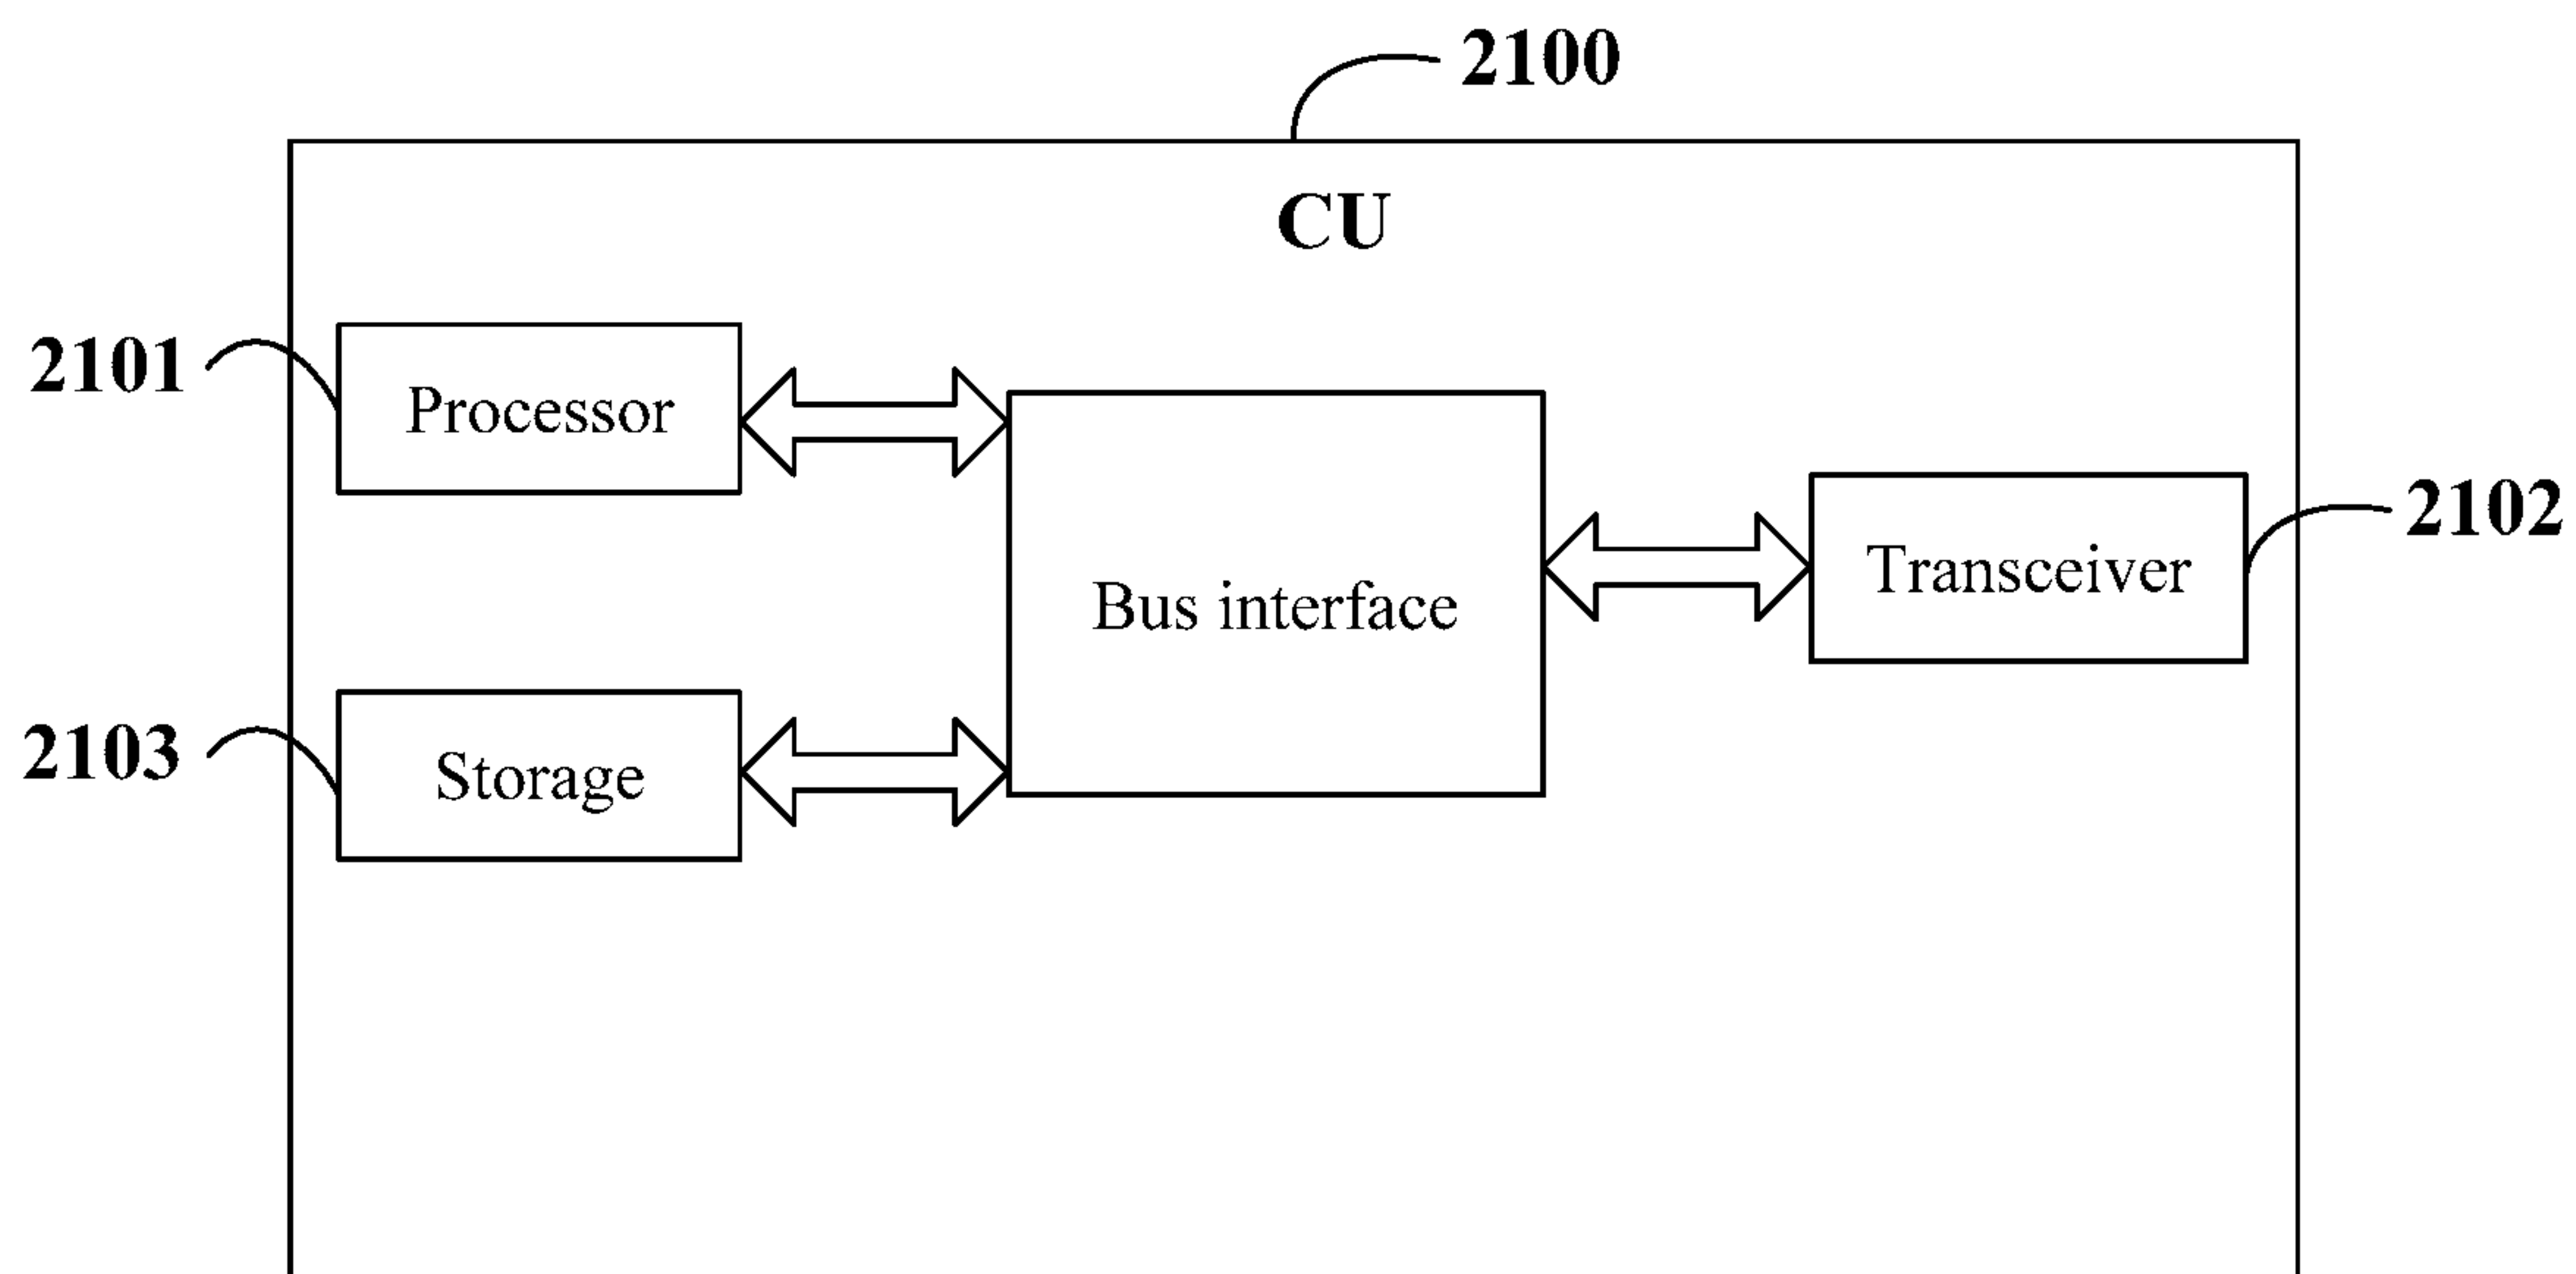 2100
CU
2101
Processor
Bus interface
Transceiver
2102
2103
Storage